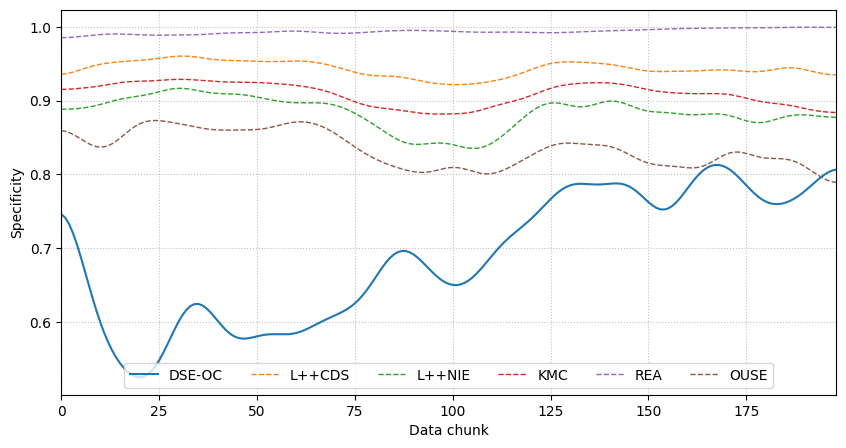 1.0
0.9
0.8
0.7
0.6
Specificity
0 25 50 75 100 125 150 175
Data chunk
DSE-OC L++CDS L++NIE KMC REA OUSE